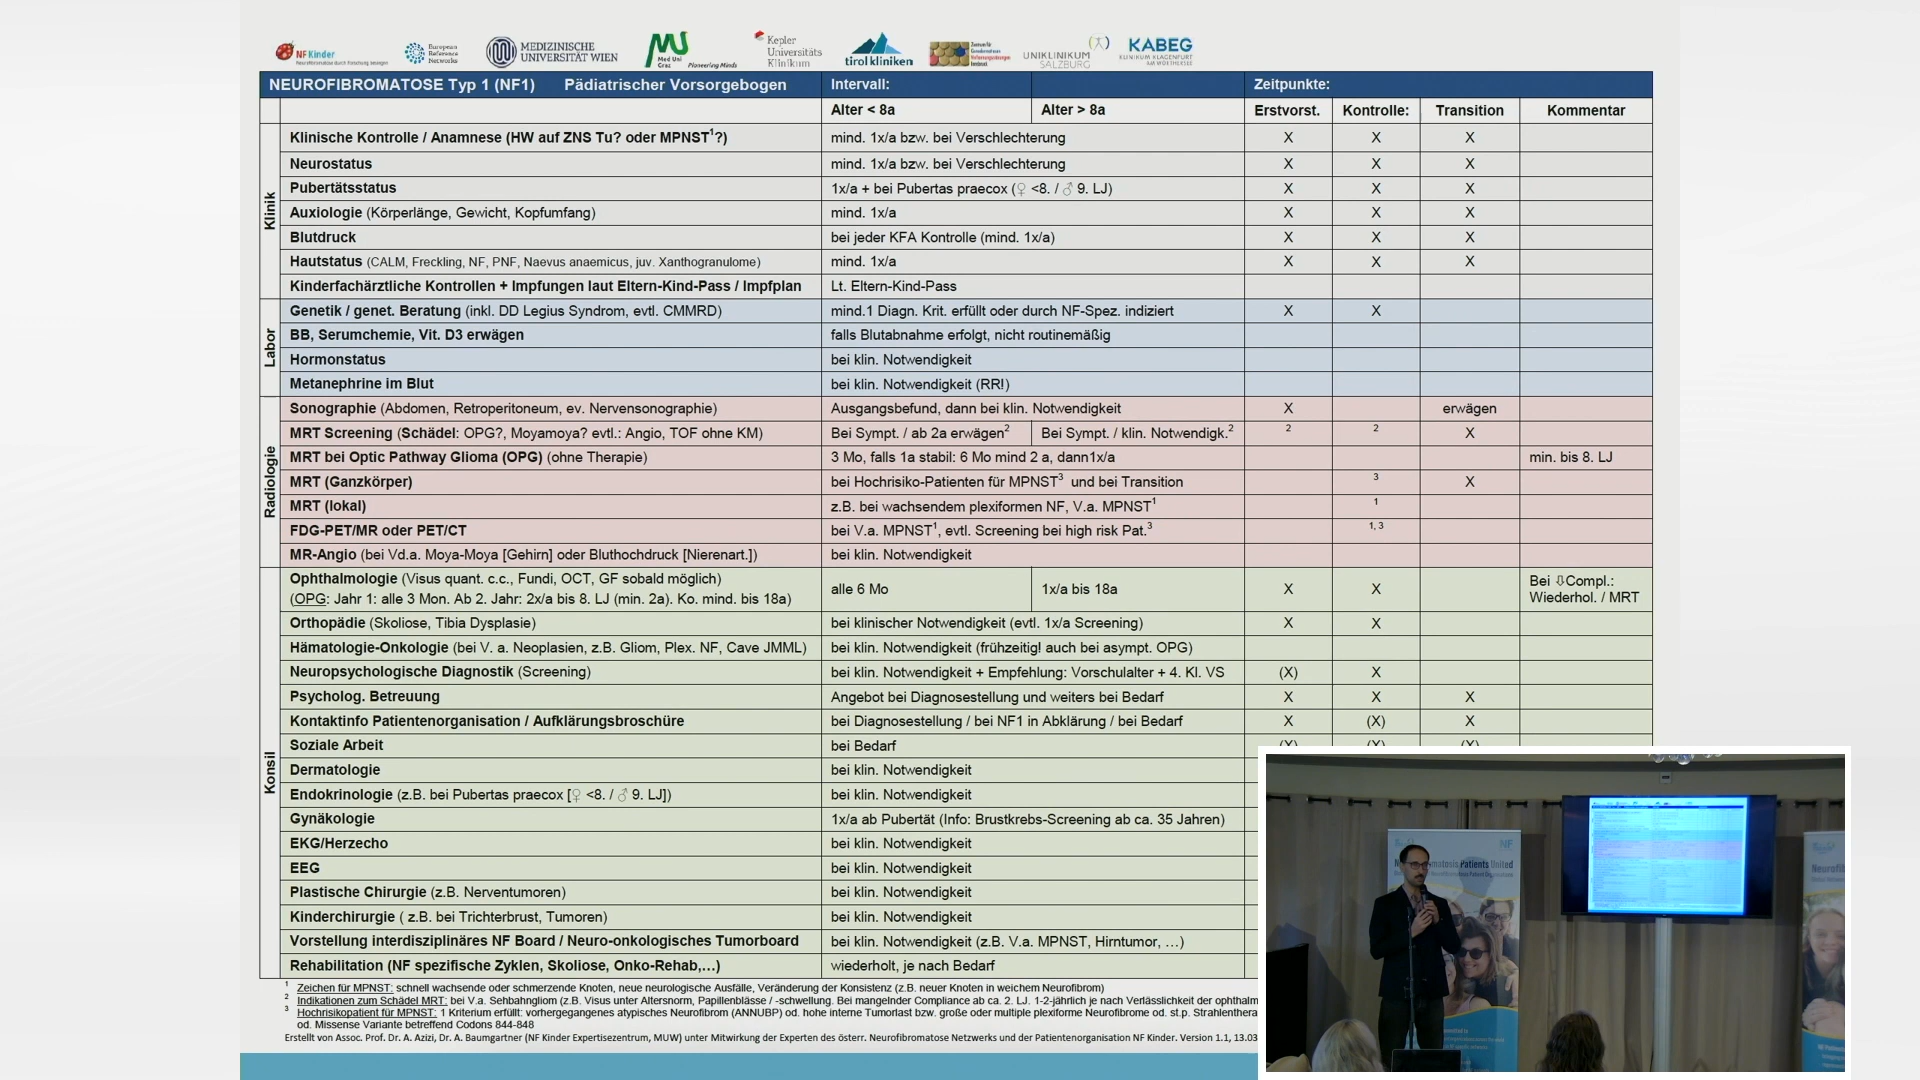 NF Kinder
European Reference Networks
MEDIZINISCHE UNIVERSITÄT WIEN
Med Uni Graz Pioneering Minds
Kepler Universitäts Klinikum
tirol kliniken
UNIKLINIKUM SALZBURG
KABEG
KLINIKUM KLAGENFURT AM WÖRTHERSEE
NEUROFIBROMATOSE Typ 1 (NF1) Pädiatrischer Vorsorgebogen Intervall: Zeitpunkte:
Alter < 8a Alter > 8a Erstvorst. Kontrolle: Transition Kommentar
Klinik
Klinische Kontrolle / Anamnese (HW auf ZNS Tu? oder MPNST¹?) mind. 1x/a bzw. bei Verschlechterung X X X
Neurostatus mind. 1x/a bzw. bei Verschlechterung X X X
Pubertätsstatus 1x/a + bei Pubertas praecox (♀ <8. / ♂ 9. LJ) X X X
Auxiologie (Körperlänge, Gewicht, Kopfumfang) mind. 1x/a X X X
Blutdruck bei jeder KFA Kontrolle (mind. 1x/a) X X X
Hautstatus (CALM, Freckling, NF, PNF, Naevus anaemicus, juv. Xanthogranulome) mind. 1x/a X X X
Kinderfachärztliche Kontrollen + Impfungen laut Eltern-Kind-Pass / Impfplan Lt. Eltern-Kind-Pass
Labor
Genetik / genet. Beratung (inkl. DD Legius Syndrom, evtl. CMMRD) mind.1 Diagn. Krit. erfüllt oder durch NF-Spez. indiziert X X
BB, Serumchemie, Vit. D3 erwägen falls Blutabnahme erfolgt, nicht routinemäßig
Hormonstatus bei klin. Notwendigkeit
Metanephrine im Blut bei klin. Notwendigkeit (RR!)
Radiologie
Sonographie (Abdomen, Retroperitoneum, ev. Nervensonographie) Ausgangsbefund, dann bei klin. Notwendigkeit X erwägen
MRT Screening (Schädel: OPG?, Moyamoya? evtl.: Angio, TOF ohne KM) Bei Sympt. / ab 2a erwägen² Bei Sympt. / klin. Notwendigk.² ² ² X
MRT bei Optic Pathway Glioma (OPG) (ohne Therapie) 3 Mo, falls 1a stabil: 6 Mo mind 2 a, dann1x/a min. bis 8. LJ
MRT (Ganzkörper) bei Hochrisiko-Patienten für MPNST³ und bei Transition ³ X
MRT (lokal) z.B. bei wachsendem plexiformen NF, V.a. MPNST¹ ¹
FDG-PET/MR oder PET/CT bei V.a. MPNST¹, evtl. Screening bei high risk Pat.³ ¹˒ ³
MR-Angio (bei Vd.a. Moya-Moya [Gehirn] oder Bluthochdruck [Nierenart.]) bei klin. Notwendigkeit
Konsil
Ophthalmologie (Visus quant. c.c., Fundi, OCT, GF sobald möglich)
(OPG: Jahr 1: alle 3 Mon. Ab 2. Jahr: 2x/a bis 8. LJ (min. 2a). Ko. mind. bis 18a) alle 6 Mo 1x/a bis 18a X X Bei ⇩Compl.: Wiederhol. / MRT
Orthopädie (Skoliose, Tibia Dysplasie) bei klinischer Notwendigkeit (evtl. 1x/a Screening) X X
Hämatologie-Onkologie (bei V. a. Neoplasien, z.B. Gliom, Plex. NF, Cave JMML) bei klin. Notwendigkeit (frühzeitig! auch bei asympt. OPG)
Neuropsychologische Diagnostik (Screening) bei klin. Notwendigkeit + Empfehlung: Vorschulalter + 4. Kl. VS (X) X
Psycholog. Betreuung Angebot bei Diagnosestellung und weiters bei Bedarf X X X
Kontaktinfo Patientenorganisation / Aufklärungsbroschüre bei Diagnosestellung / bei NF1 in Abklärung / bei Bedarf X (X) X
Soziale Arbeit bei Bedarf (X) (X) (X)
Dermatologie bei klin. Notwendigkeit
Endokrinologie (z.B. bei Pubertas praecox [♀ <8. / ♂ 9. LJ]) bei klin. Notwendigkeit
Gynäkologie 1x/a ab Pubertät (Info: Brustkrebs-Screening ab ca. 35 Jahren)
EKG/Herzecho bei klin. Notwendigkeit
EEG bei klin. Notwendigkeit
Plastische Chirurgie (z.B. Nerventumoren) bei klin. Notwendigkeit
Kinderchirurgie ( z.B. bei Trichterbrust, Tumoren) bei klin. Notwendigkeit
Vorstellung interdisziplinäres NF Board / Neuro-onkologisches Tumorboard bei klin. Notwendigkeit (z.B. V.a. MPNST, Hirntumor, …)
Rehabilitation (NF spezifische Zyklen, Skoliose, Onko-Rehab,…) wiederholt, je nach Bedarf
¹ Zeichen für MPNST: schnell wachsende oder schmerzende Knoten, neue neurologische Ausfälle, Veränderung der Konsistenz (z.B. neuer Knoten in weichem Neurofibrom)
² Indikationen zum Schädel MRT: bei V.a. Sehbahngliom (z.B. Visus unter Altersnorm, Papillenblässe / -schwellung. Bei mangelnder Compliance ab ca. 2. LJ. 1-2-jährlich je nach Verlässlichkeit der ophthalm
³ Hochrisikopatient für MPNST: 1 Kriterium erfüllt: vorhergegangenes atypisches Neurofibrom (ANNUBP) od. hohe interne Tumorlast bzw. große oder multiple plexiforme Neurofibrome od. st.p. Strahlenthera
od. Missense Variante betreffend Codons 844-848
Erstellt von Assoc. Prof. Dr. A. Azizi, Dr. A. Baumgartner (NF Kinder Expertisezentrum, MUW) unter Mitwirkung der Experten des österr. Neurofibromatose Netzwerks und der Patientenorganisation NF Kinder. Version 1.1, 13.03
NF
Patients United